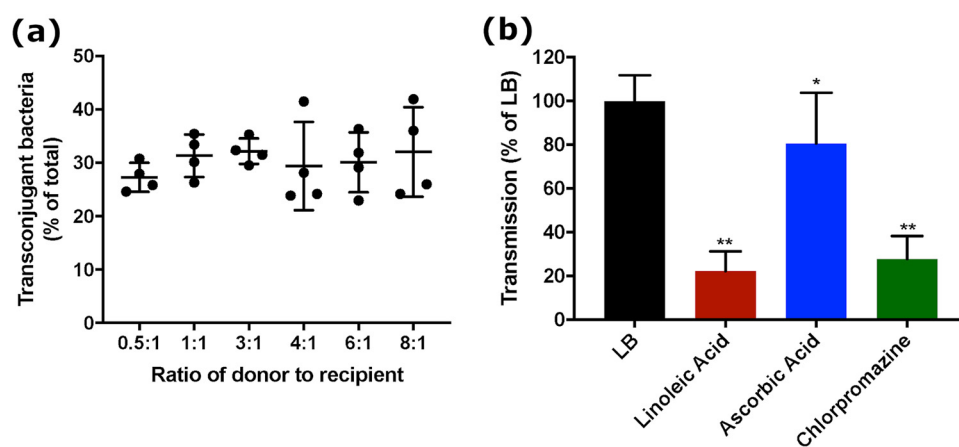 (a)
Transconjugant bacteria
(% of total)
50
40
30
20
10
0
0.5:1 1:1 3:1 4:1 6:1 8:1
Ratio of donor to recipient
(b)
Transmission (% of LB)
120
100
80
60
40
20
0
**
*
**
LB
Linoleic Acid
Ascorbic Acid
Chlorpromazine